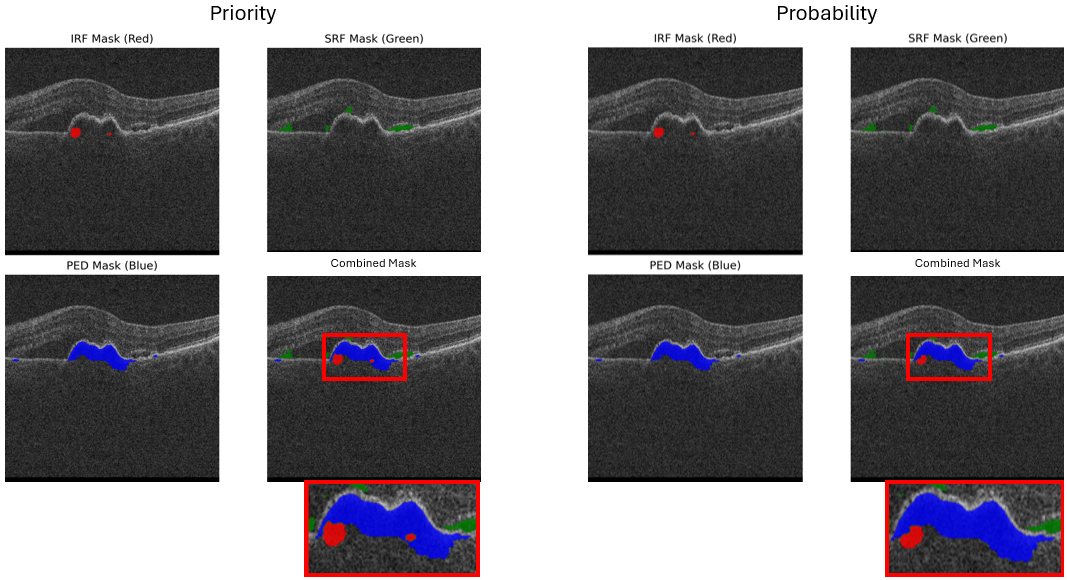 Priority
Probability
IRF Mask (Red)
SRF Mask (Green)
IRF Mask (Red)
SRF Mask (Green)
PED Mask (Blue)
Combined Mask
PED Mask (Blue)
Combined Mask